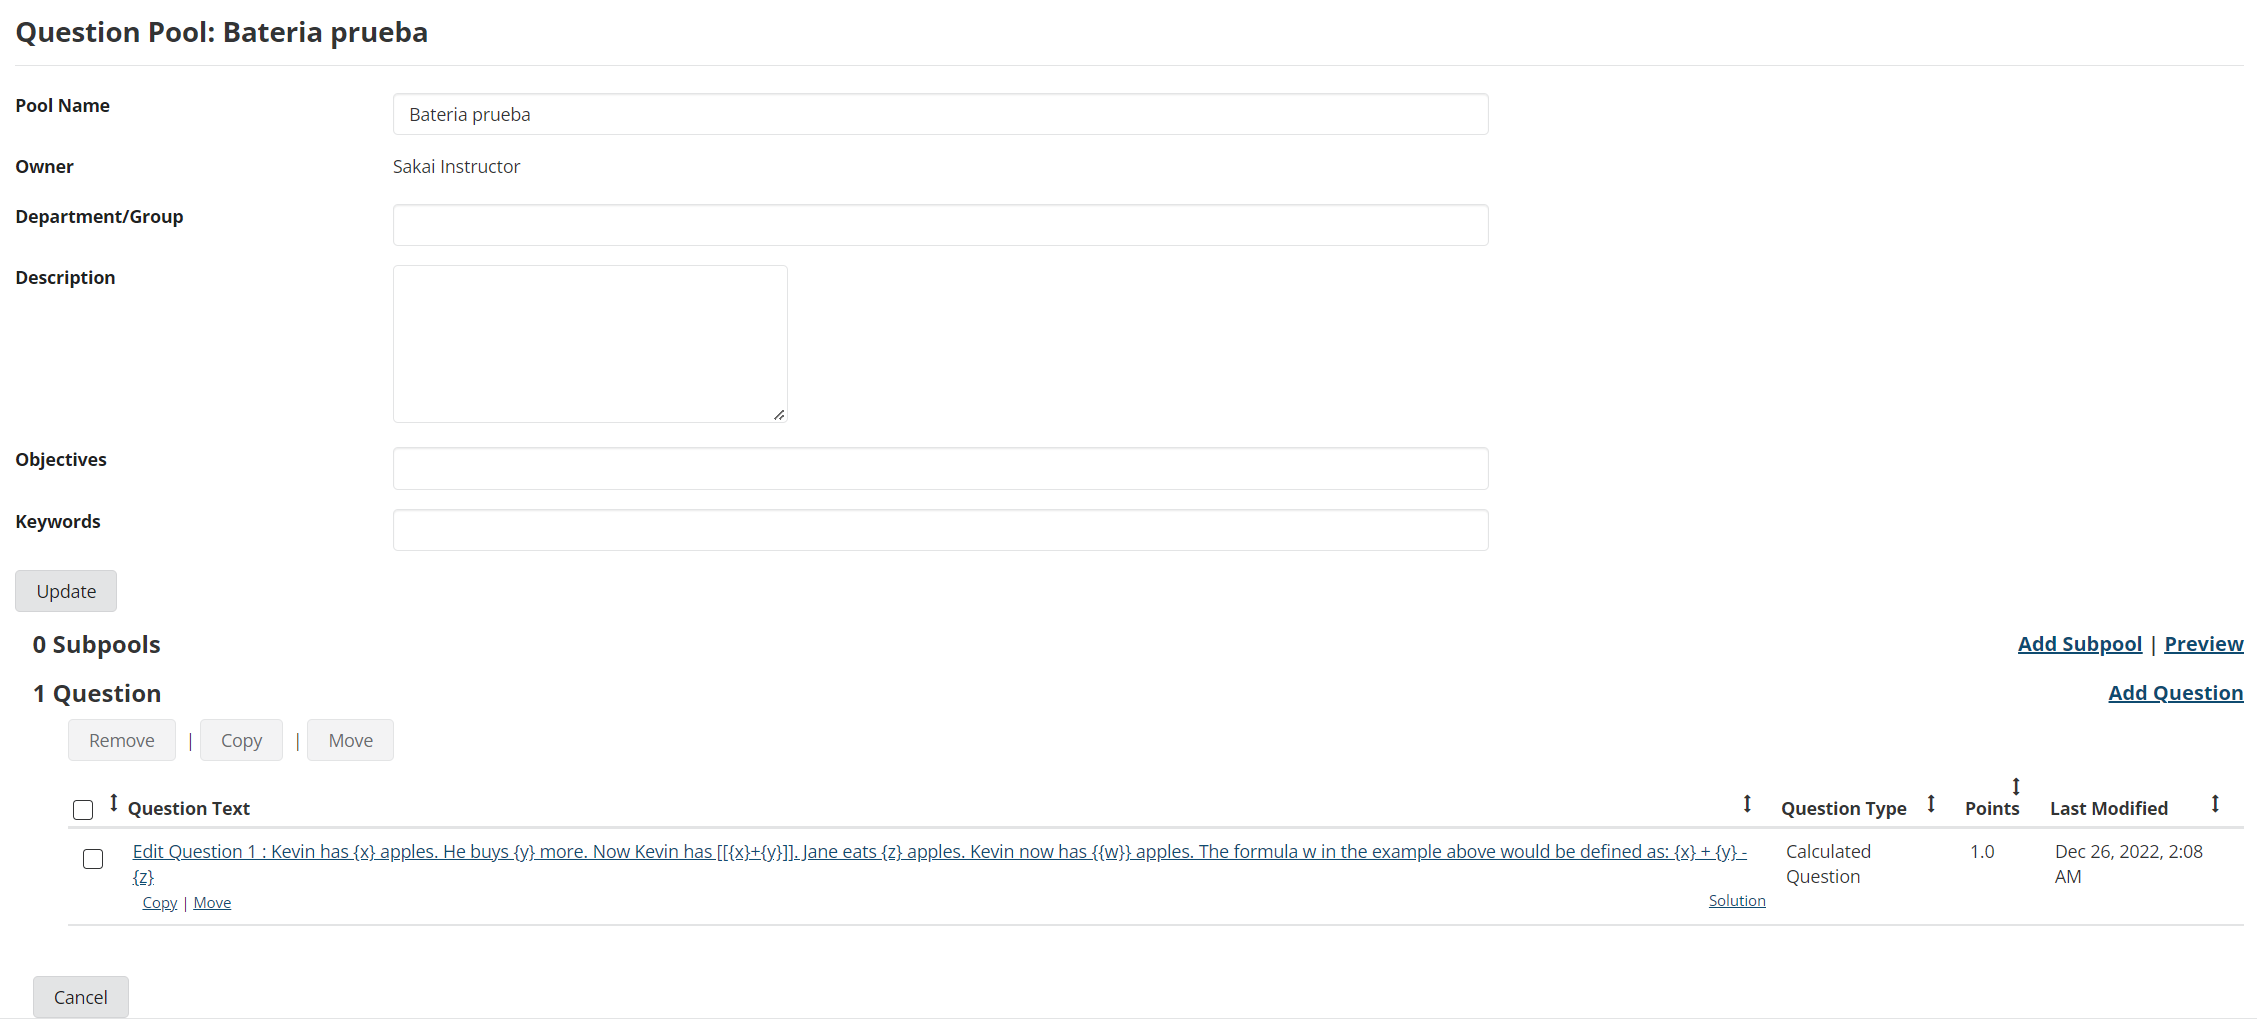 Question Pool: Bateria prueba
Pool Name
Bateria prueba
Owner
Sakai Instructor
Department/Group
Description
Objectives
Keywords
Update
0 Subpools
Add Subpool | Preview
1 Question
Add Question
Remove | Copy | Move
Question Text Question Type Points Last Modified
Edit Question 1 : Kevin has {x} apples. He buys {y} more. Now Kevin has [[{x}+{y}]]. Jane eats {z} apples. Kevin now has {{w}} apples. The formula w in the example above would be defined as: {x} + {y} -
{z}
Copy | Move
Solution
Calculated
Question
1.0
Dec 26, 2022, 2:08
AM
Cancel